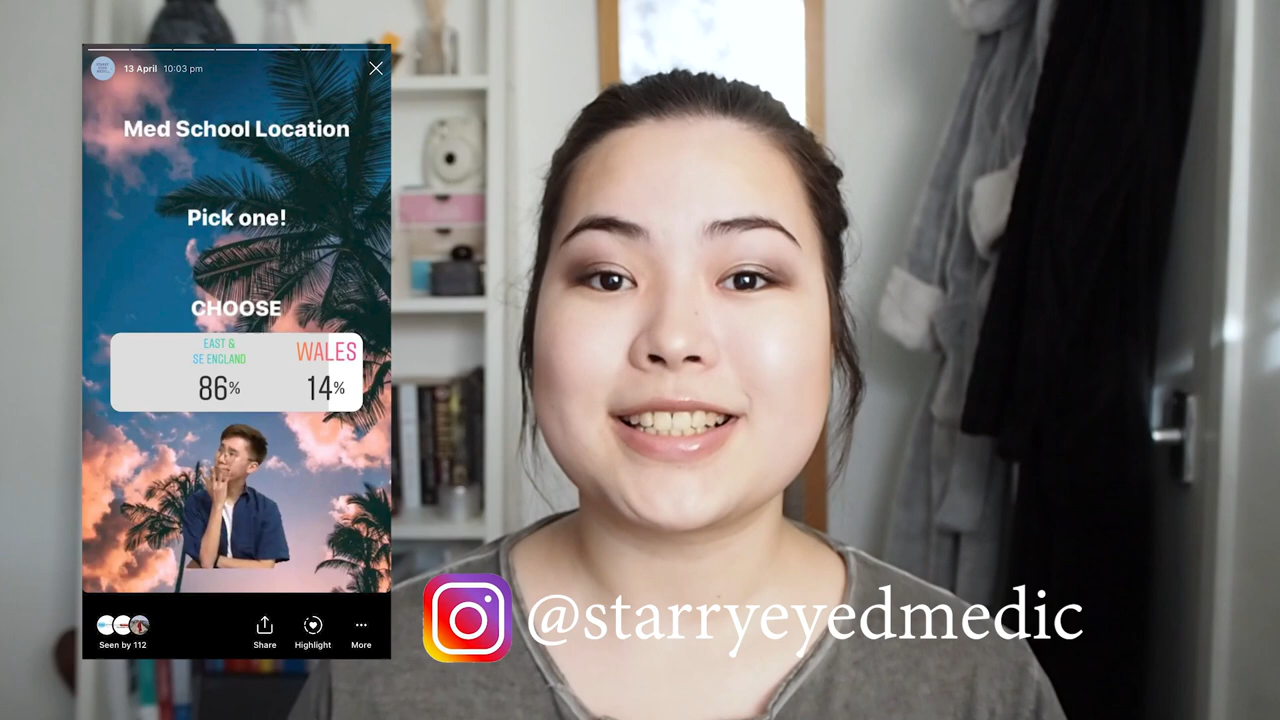 13 April 10:03 pm
Med School Location
Pick one!
CHOOSE
EAST &
SE ENGLAND
WALES
86%
14%
Seen by 112
Share
Highlight
More
@starryeyedmedic